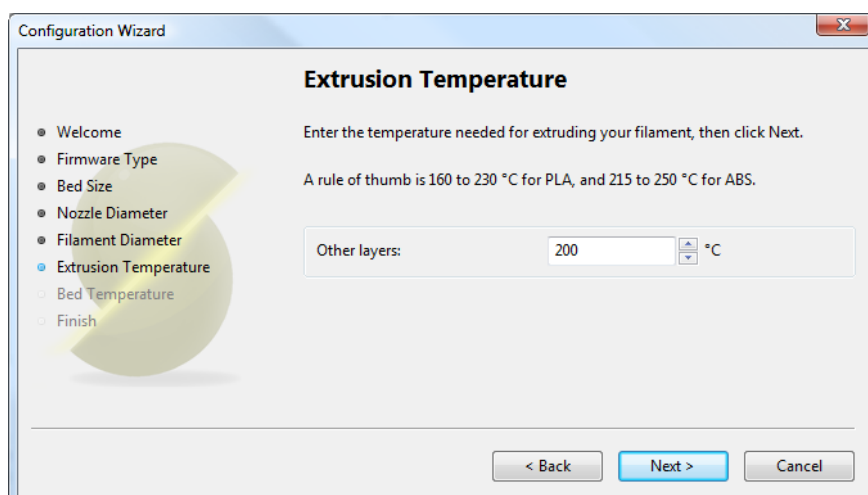 Configuration Wizard
Extrusion Temperature
Welcome
Firmware Type
Bed Size
Nozzle Diameter
Filament Diameter
Extrusion Temperature
Bed Temperature
Finish
Enter the temperature needed for extruding your filament, then click Next.
A rule of thumb is 160 to 230 °C for PLA, and 215 to 250 °C for ABS.
Other layers: 200 °C
< Back Next > Cancel